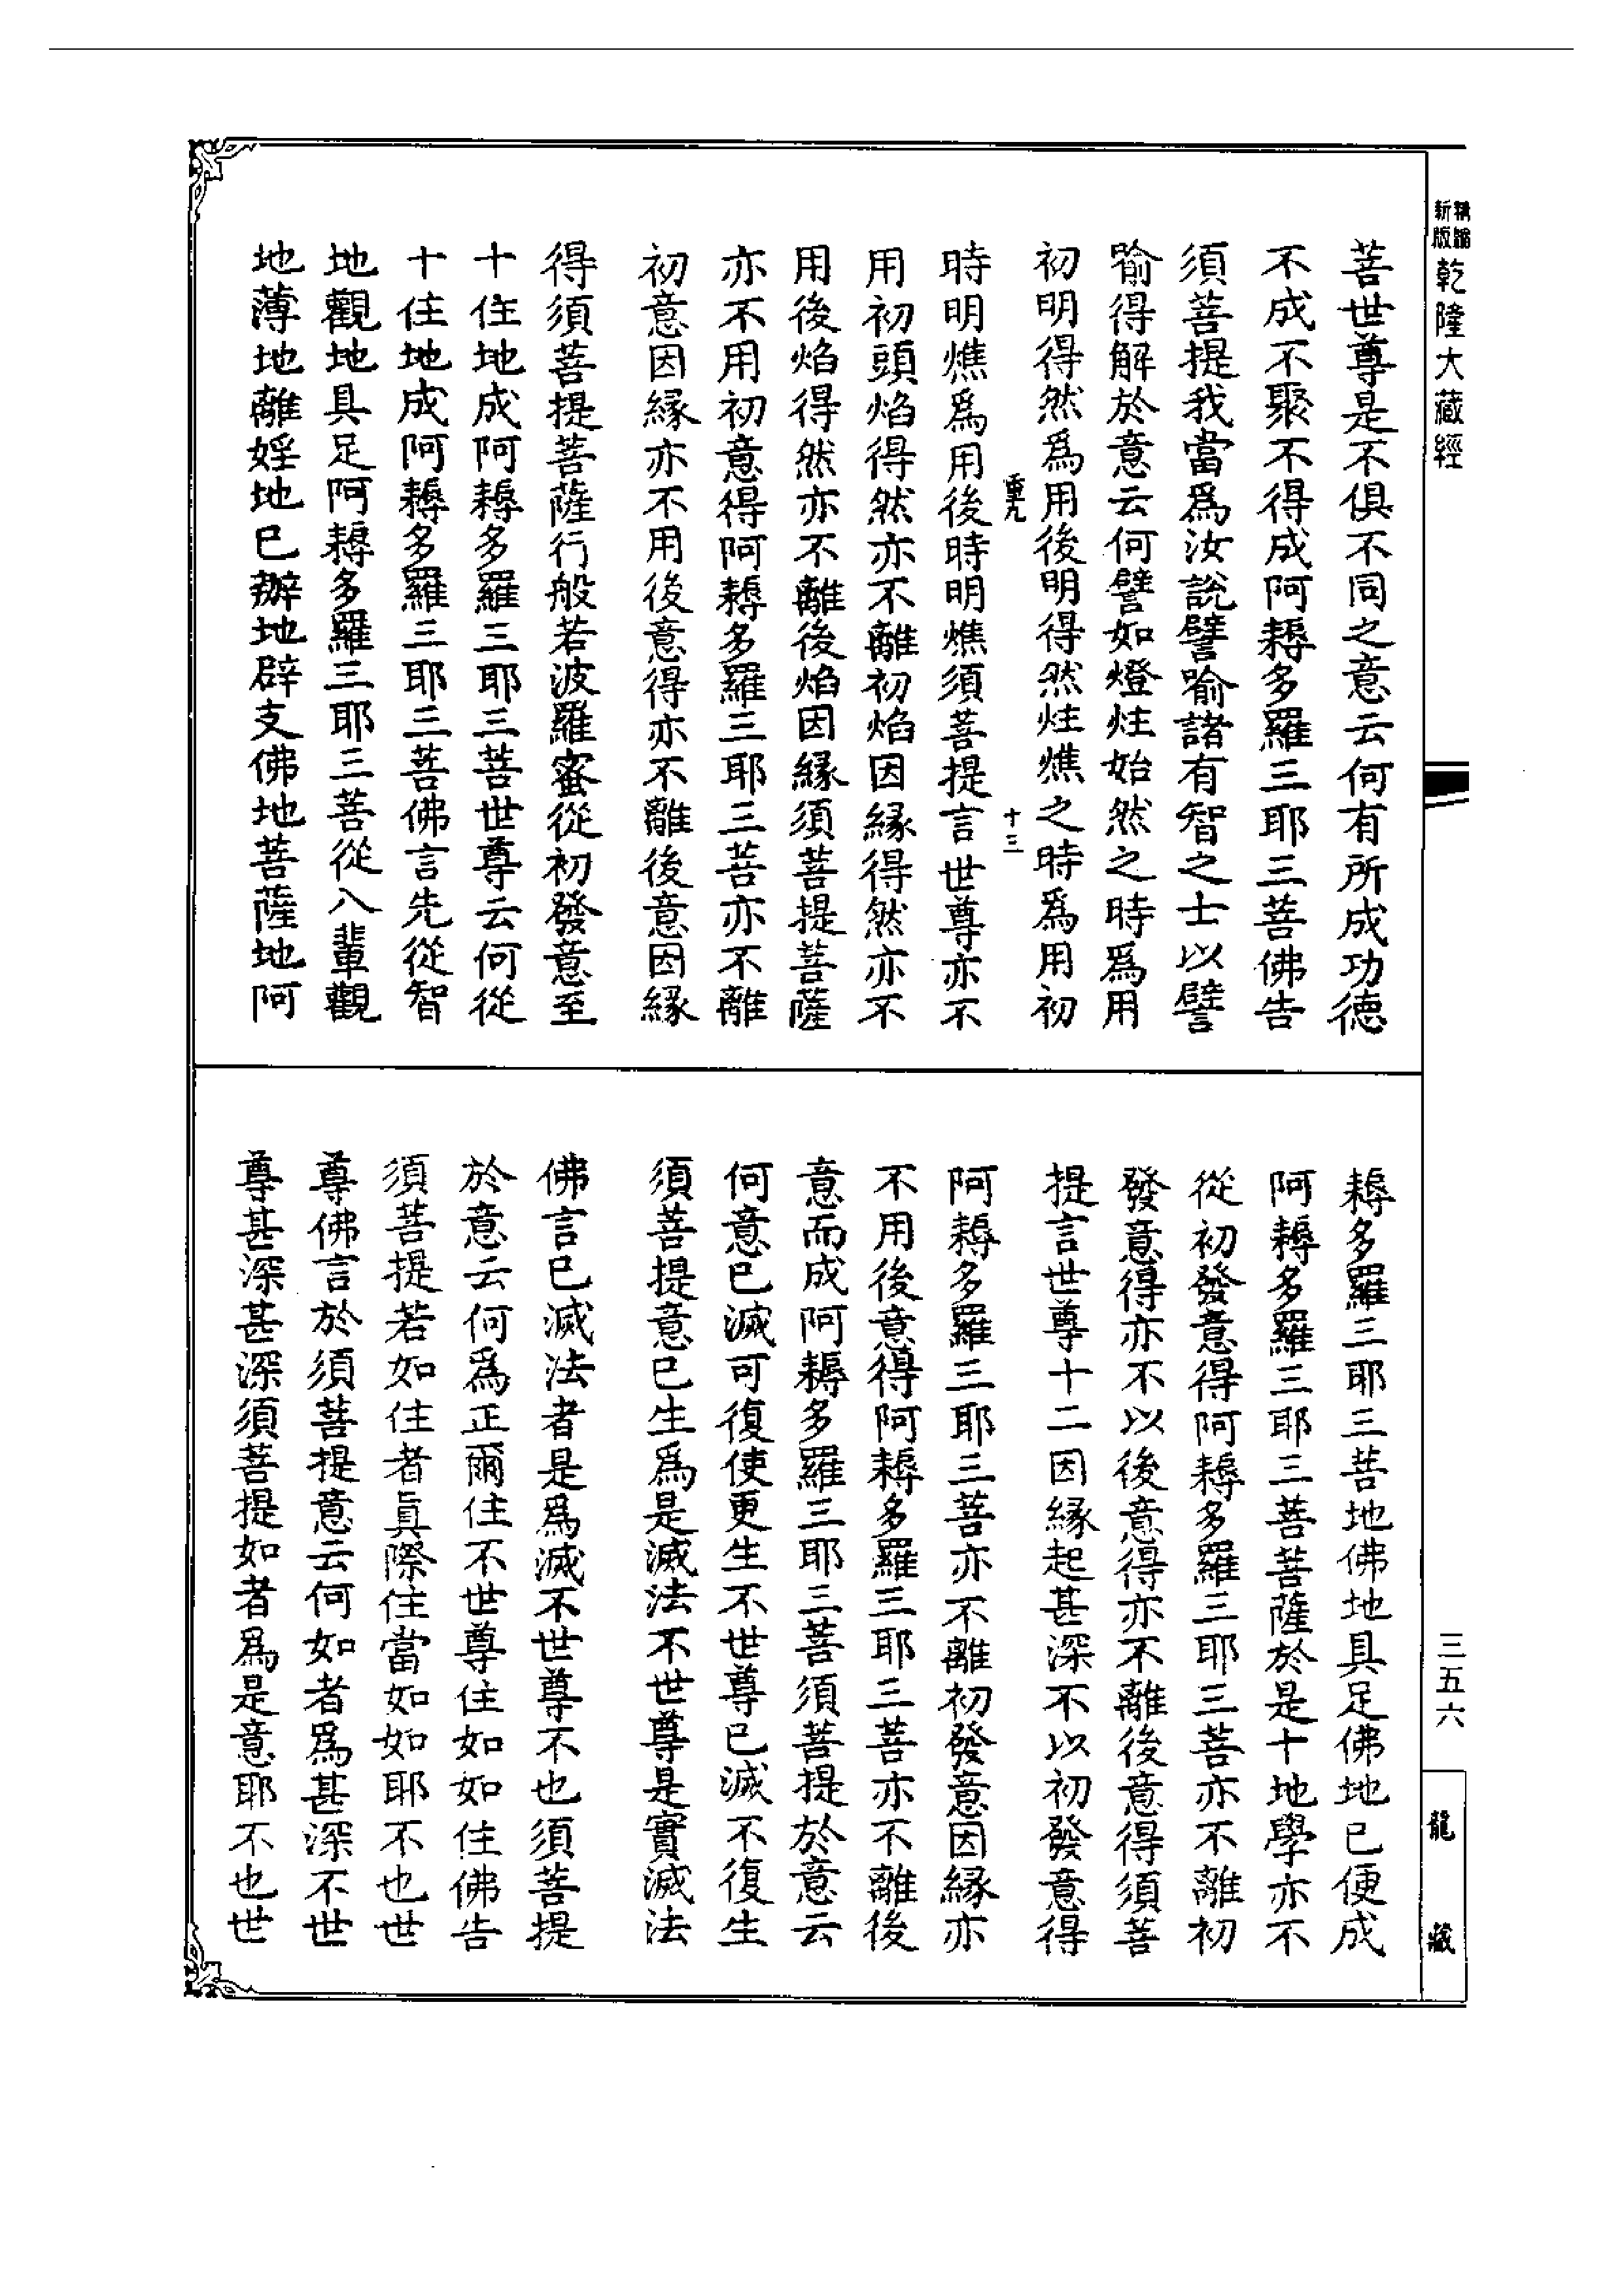 新版
精縮
乾隆大藏經
菩世尊是不俱不同之意云何有所成功德
不成不聚不得成阿耨多羅三耶三菩佛告
須菩提我當爲汝說譬喻諸有智之士以譬
喻得解於意云何譬如燈炷始然之時爲用
初明得然爲用後明得然炷燋之時爲用初
重九
十三
時明燋爲用後時明燋須菩提言世尊亦不
用初頭焰得然亦不離初焰因緣得然亦不
用後焰得然亦不離後焰因緣須菩提菩薩
亦不用初意得阿耨多羅三耶三菩亦不離
初意因緣亦不用後意得亦不離後意因緣
得須菩提菩薩行般若波羅蜜從初發意至
十住地成阿耨多羅三耶三菩世尊云何從
十住地成阿耨多羅三耶三菩佛言先從智
地觀地具足阿耨多羅三耶三菩從八輩觀
地薄地離婬地已辦地辟支佛地菩薩地阿
耨多羅三耶三菩地佛地具足佛地已便成
阿耨多羅三耶三菩菩薩於是十地學亦不
從初發意得阿耨多羅三耶三菩亦不離初
發意得亦不以後意得亦不離後意得須菩
提言世尊十二因緣起甚深不以初發意得
阿耨多羅三耶三菩亦不離初發意因緣亦
不用後意得阿耨多羅三耶三菩亦不離後
意而成阿耨多羅三耶三菩須菩提於意云
何意已滅可復使更生不世尊已滅不復生
須菩提意已生爲是滅法不世尊是實滅法
佛言已滅法者是爲滅不世尊不也須菩提
於意云何爲正爾住不世尊住如如住佛告
須菩提若如住者眞際住當如如耶不也世
尊佛言於須菩提意云何如者爲甚深不世
尊甚深甚深須菩提如者爲是意耶不也世
三五六
龍藏